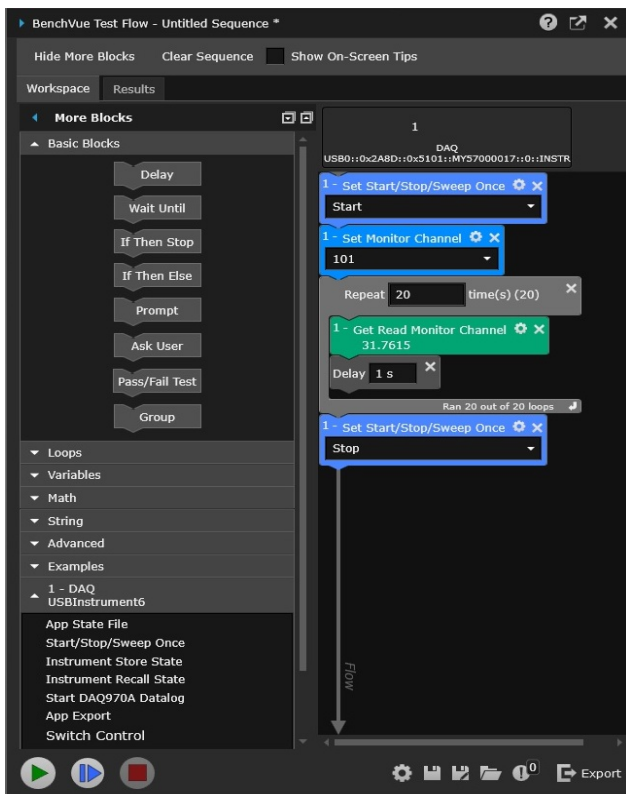 BenchVue Test Flow - Untitled Sequence *
Hide More Blocks Clear Sequence Show On-Screen Tips
Workspace Results
More Blocks
Basic Blocks
Delay
Wait Until
If Then Stop
If Then Else
Prompt
Ask User
Pass/Fail Test
Group
Loops
Variables
Math
String
Advanced
Examples
1 - DAQ
USBInstrument6
App State File
Start/Stop/Sweep Once
Instrument Store State
Instrument Recall State
Start DAQ970A Datalog
App Export
Switch Control
1
DAQ
USB0::0x2A8D::0x5101::MY57000017::0::INSTR
1 - Set Start/Stop/Sweep Once
Start
1 - Set Monitor Channel
101
Repeat 20 time(s) (20)
1 - Get Read Monitor Channel
31.7615
Delay 1 s
Ran 20 out of 20 loops
1 - Set Start/Stop/Sweep Once
Stop
Flow
0
Export